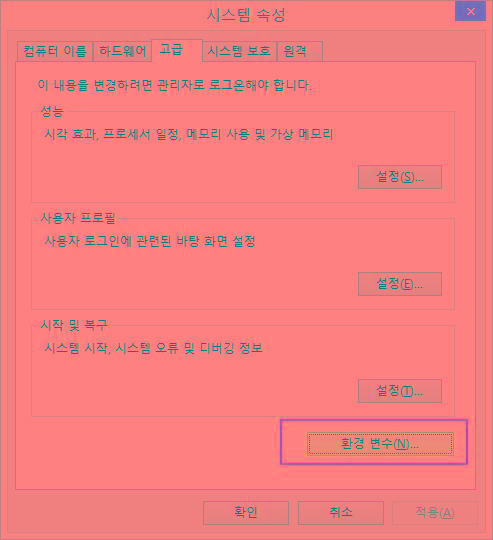 시스템 속성
컴퓨터 이름 하드웨어 고급 시스템 보호 원격
이 내용을 변경하려면 관리자로 로그온해야 합니다.
성능
시각 효과, 프로세서 일정, 메모리 사용 및 가상 메모리
설정(S)...
사용자 프로필
사용자 로그인에 관련된 바탕 화면 설정
설정(E)...
시작 및 복구
시스템 시작, 시스템 오류 및 디버깅 정보
설정(T)...
환경 변수(N)...
확인 취소 적용(A)